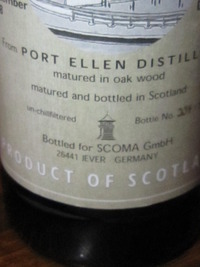 From PORT ELLEN DISTILL
matured in oak wood
matured and bottled in Scotland
un-chillfiltered
Bottle No.
Bottled for SCOMA GmbH
26441 JEVER GERMANY
PRODUCT OF SCOTLA